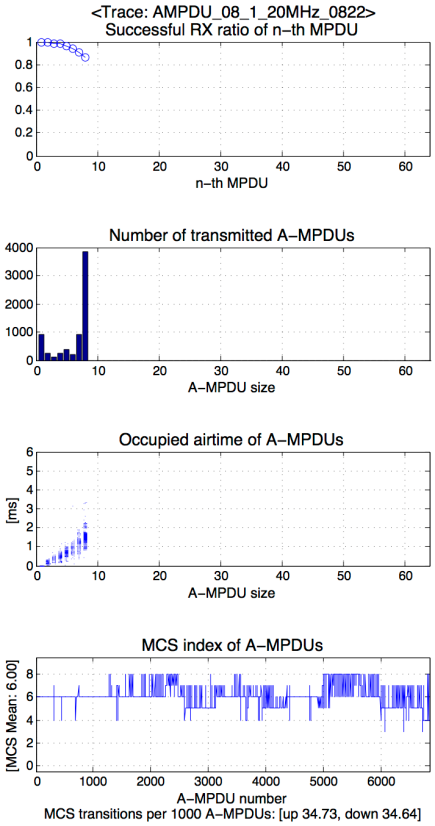 <Trace: AMPDU_08_1_20MHz_0822>
Successful RX ratio of n−th MPDU
1
0.8
0.6
0.4
0.2
0
0 10 20 30 40 50 60
n−th MPDU
Number of transmitted A−MPDUs
4000
3000
2000
1000
0
0 10 20 30 40 50 60
A−MPDU size
Occupied airtime of A−MPDUs
6
5
4
3
2
1
0
[ms]
0 10 20 30 40 50 60
A−MPDU size
MCS index of A−MPDUs
8
6
4
2
0
[MCS Mean: 6.00]
0 1000 2000 3000 4000 5000 6000
A−MPDU number
MCS transitions per 1000 A−MPDUs: [up 34.73, down 34.64]